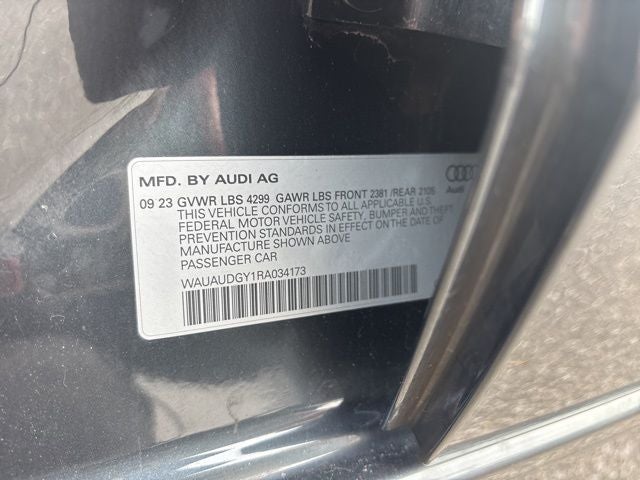 MFD. BY AUDI AG
09 23 GVWR LBS 4299 GAWR LBS FRONT 2381 /REAR 2105
THIS VEHICLE CONFORMS TO ALL APPLICABLE U.S.
FEDERAL MOTOR VEHICLE SAFETY, BUMPER AND THEFT
PREVENTION STANDARDS IN EFFECT ON THE DATE OF
MANUFACTURE SHOWN ABOVE
PASSENGER CAR
WAUAUDGY1RA034173
Audi